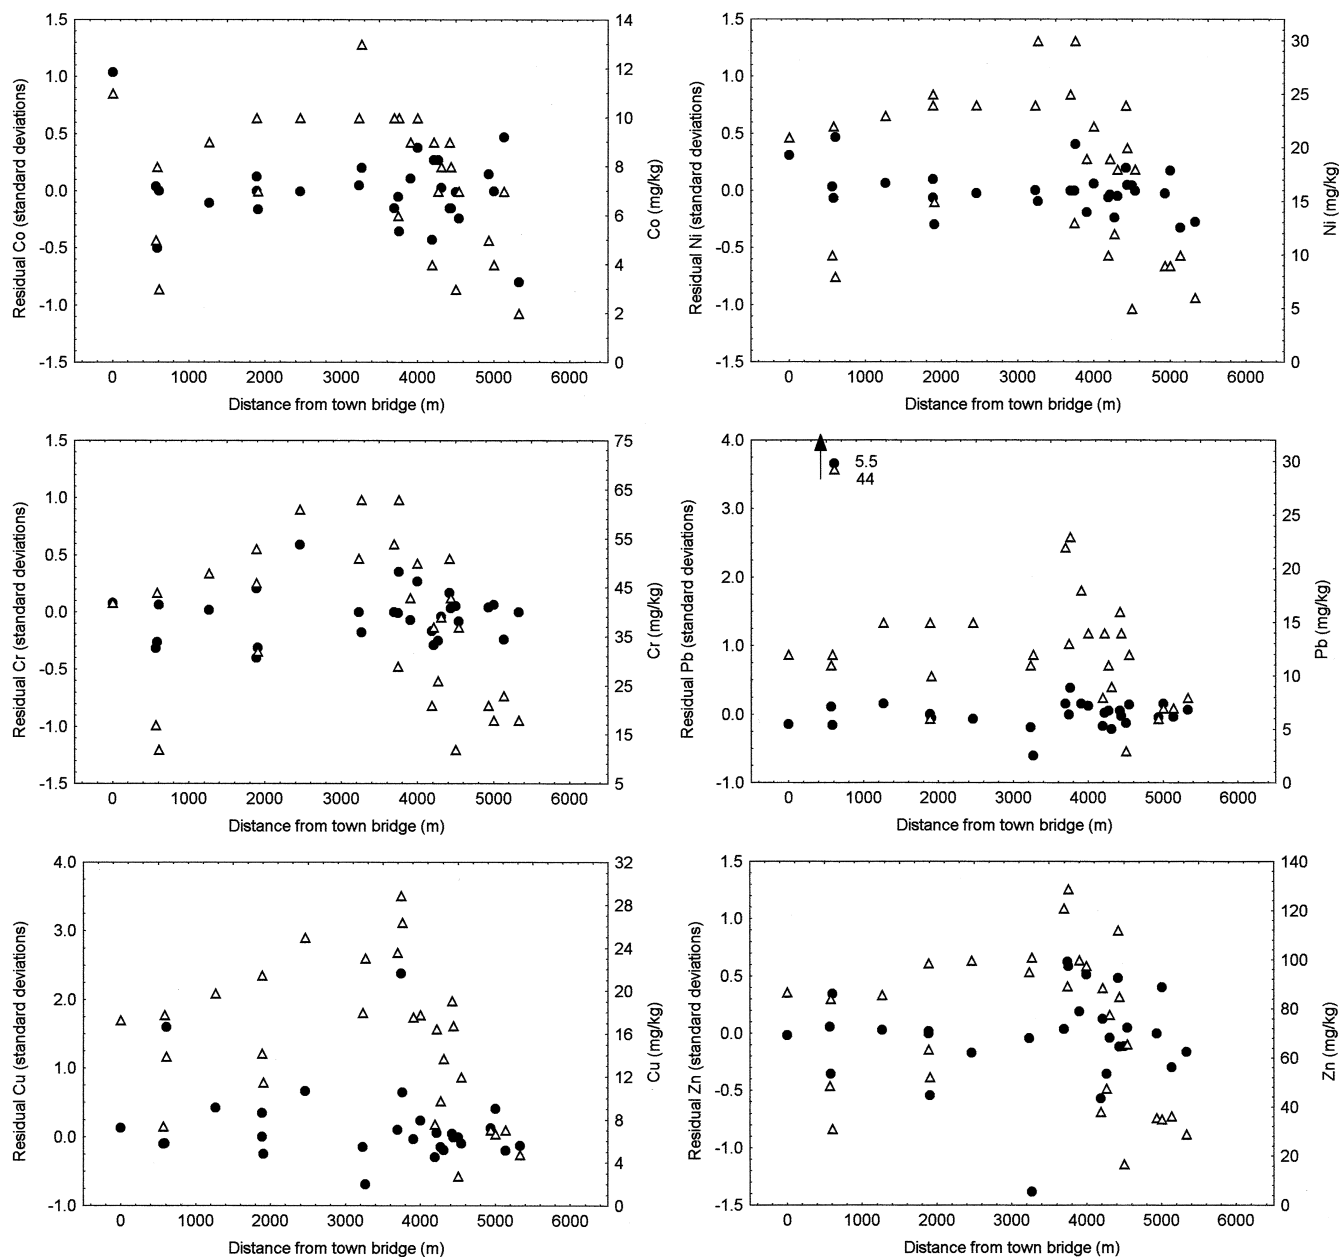 1.5 1.0 0.5 0.0 -0.5 -1.0 -1.5
Residual Co (standard deviations)
14 12 10 8 6 4 2 0
Co (mg/kg)
0 1000 2000 3000 4000 5000 6000
Distance from town bridge (m)
1.5 1.0 0.5 0.0 -0.5 -1.0 -1.5
Residual Ni (standard deviations)
30 25 20 15 10 5 0
Ni (mg/kg)
0 1000 2000 3000 4000 5000 6000
Distance from town bridge (m)
1.5 1.0 0.5 0.0 -0.5 -1.0 -1.5
Residual Cr (standard deviations)
75 65 55 45 35 25 15 5
Cr (mg/kg)
0 1000 2000 3000 4000 5000 6000
Distance from town bridge (m)
4.0 3.0 2.0 1.0 0.0 -1.0
Residual Pb (standard deviations)
5.5
44
30 25 20 15 10 5 0
Pb (mg/kg)
0 1000 2000 3000 4000 5000 6000
Distance from town bridge (m)
4.0 3.0 2.0 1.0 0.0 -1.0
Residual Cu (standard deviations)
32 28 24 20 16 12 8 4 0
Cu (mg/kg)
0 1000 2000 3000 4000 5000 6000
Distance from town bridge (m)
1.5 1.0 0.5 0.0 -0.5 -1.0 -1.5
Residual Zn (standard deviations)
140 120 100 80 60 40 20 0
Zn (mg/kg)
0 1000 2000 3000 4000 5000 6000
Distance from town bridge (m)